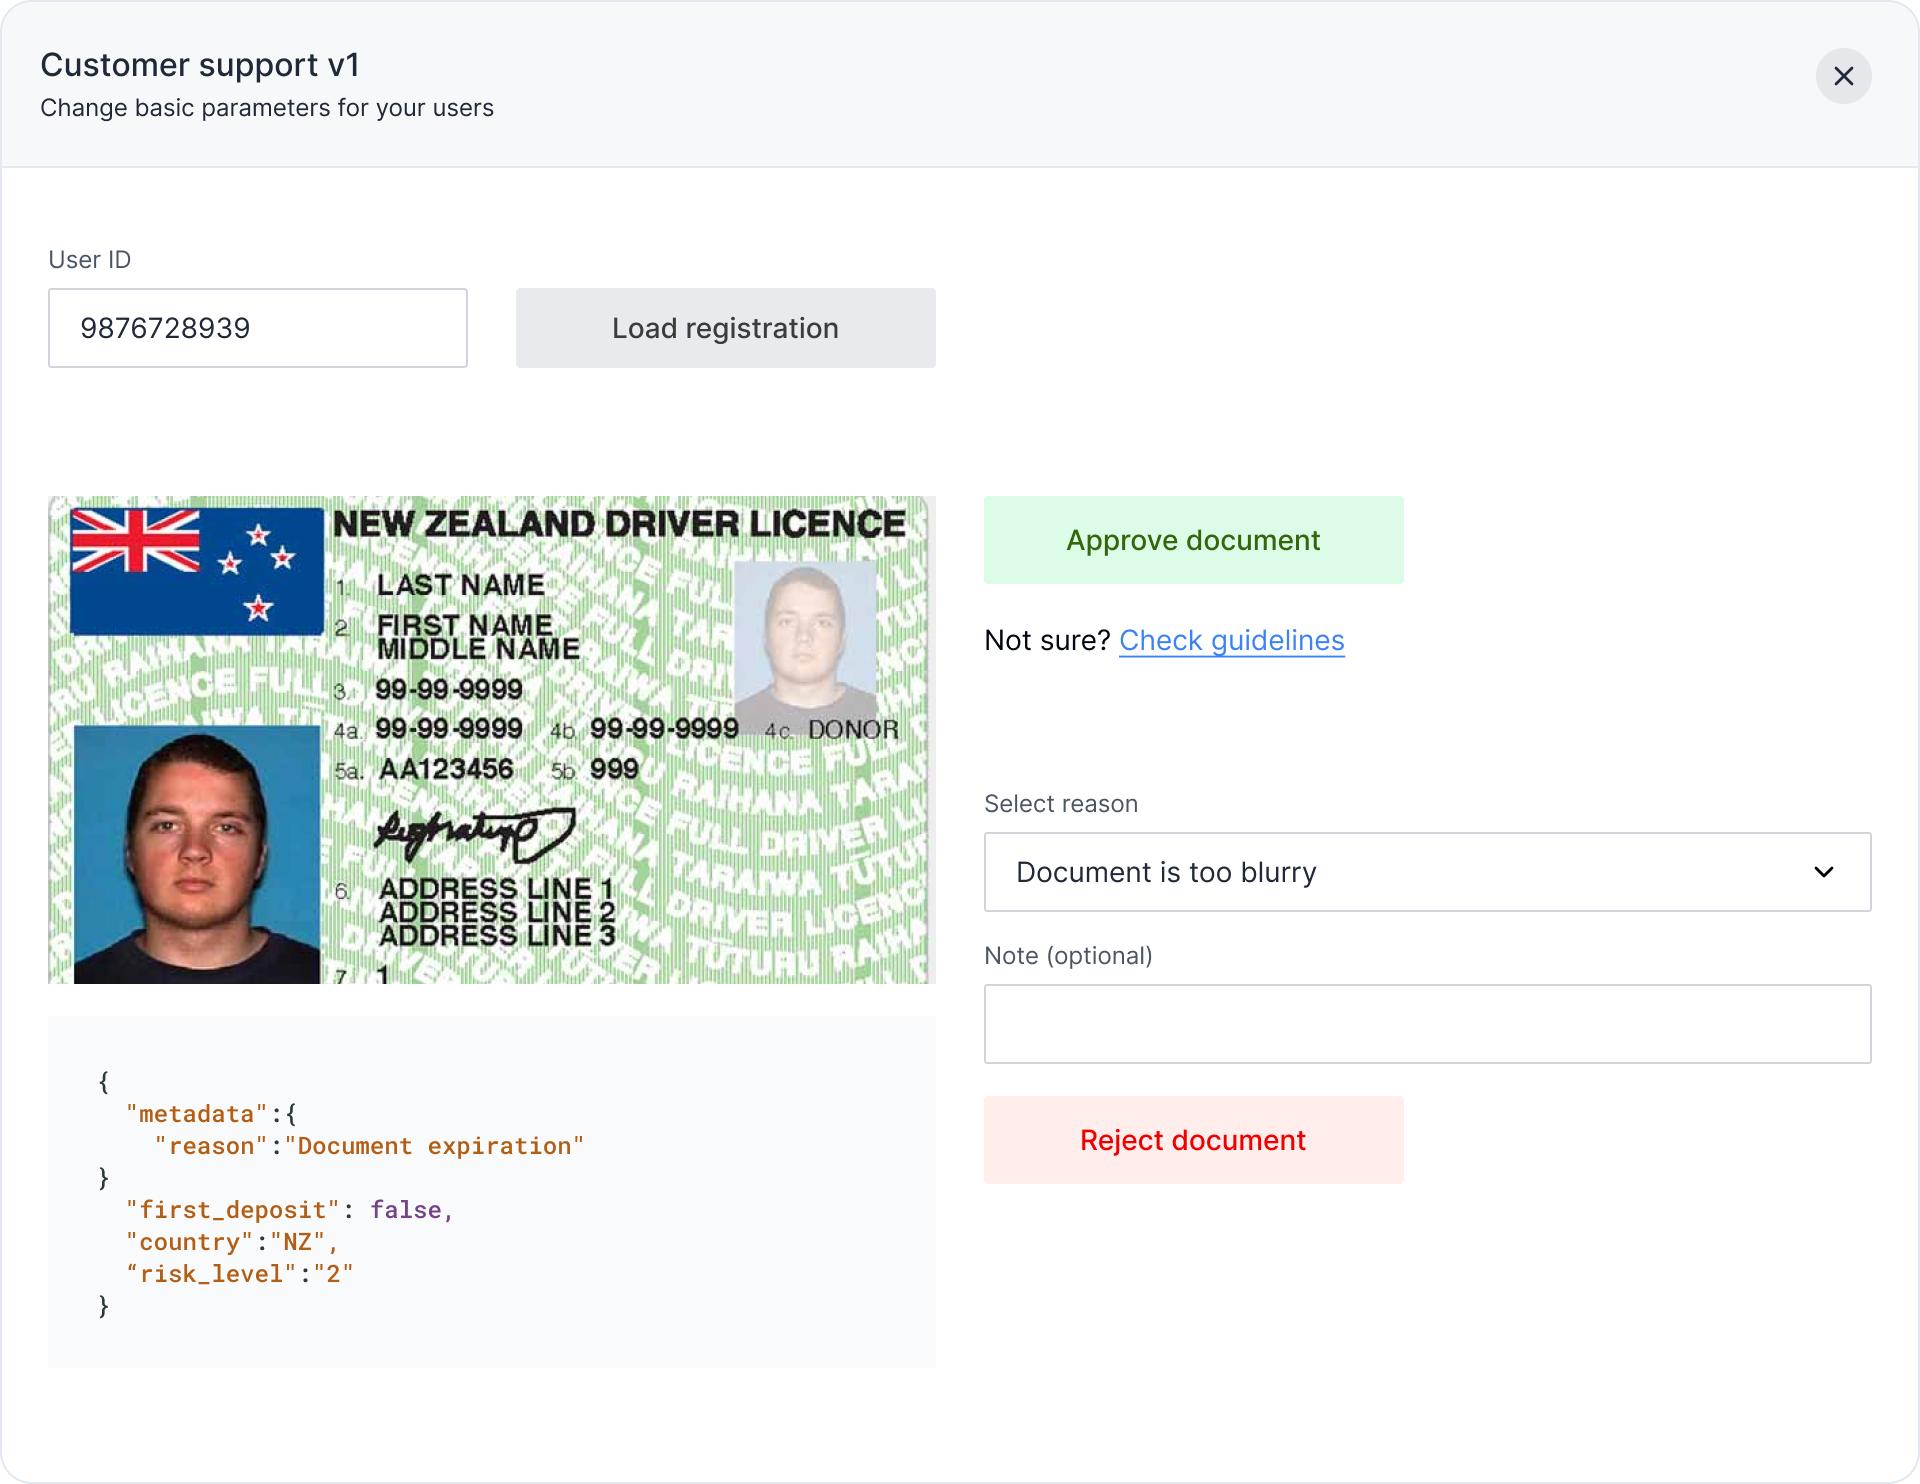 Customer support v1
Change basic parameters for your users
User ID
9876728939
Load registration
NEW ZEALAND DRIVER LICENCE
1. LAST NAME
2. FIRST NAME
MIDDLE NAME
3. 99-99-9999
4a. 99-99-9999 4b. 99-99-9999 4c. DONOR
5a. AA123456 5b. 999
6. ADDRESS LINE 1
ADDRESS LINE 2
ADDRESS LINE 3
7. 1
Approve document
Not sure? Check guidelines
Select reason
Document is too blurry
Note (optional)
Reject document
{
"metadata":{
"reason":"Document expiration"
}
"first_deposit": false,
"country":"NZ",
“risk_level":"2"
}